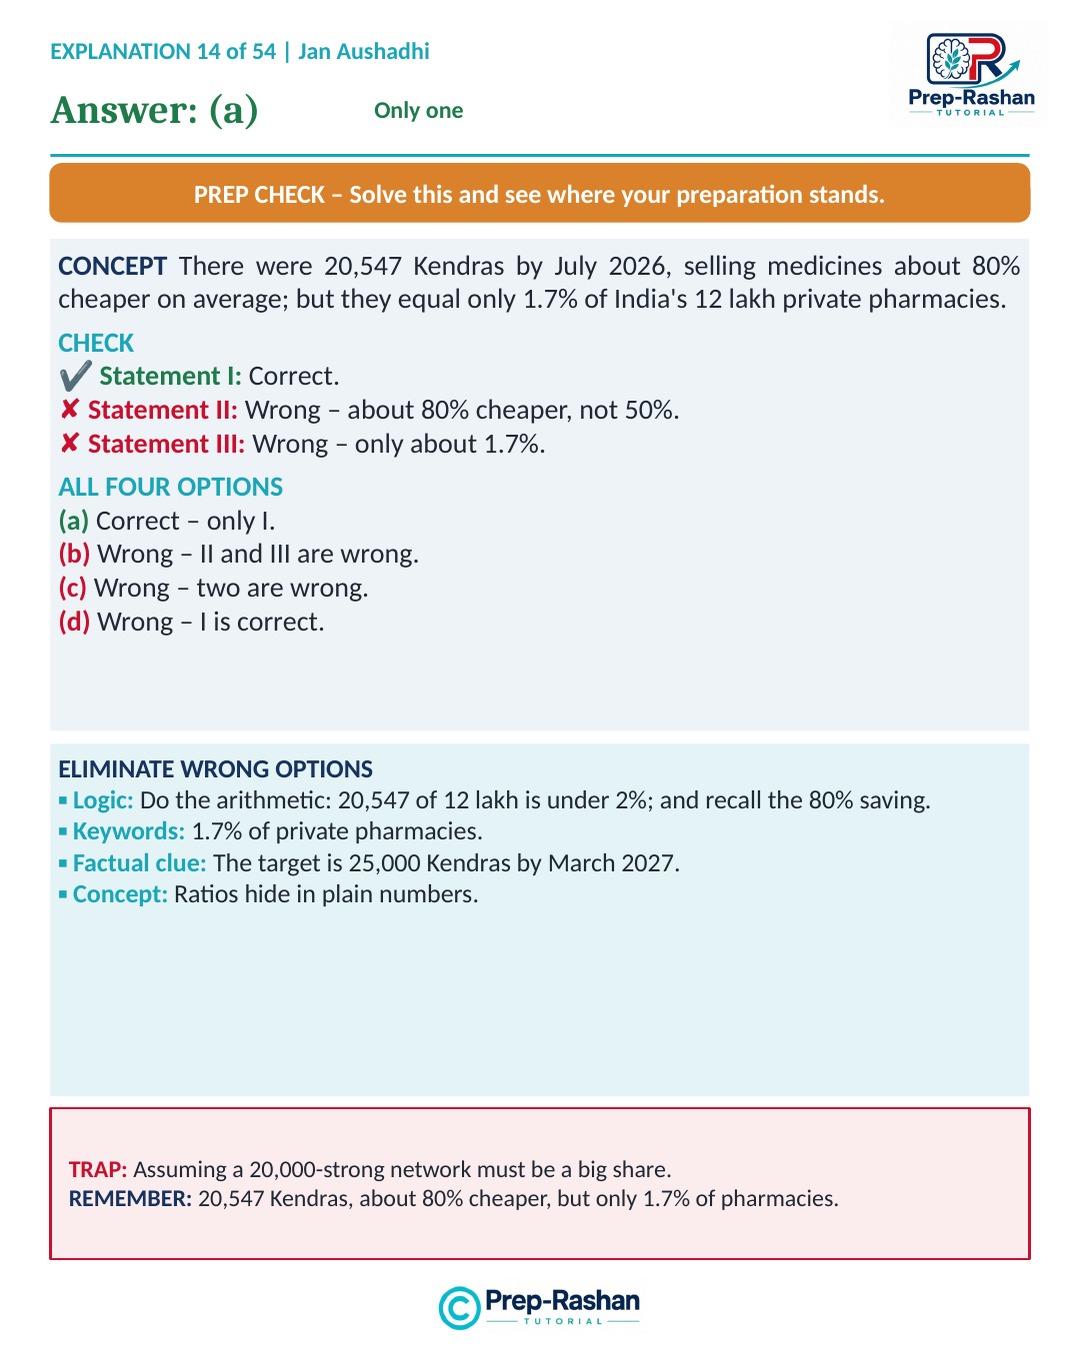 EXPLANATION 14 of 54 | Jan Aushadhi
Prep-Rashan
TUTORIAL
Answer: (a) Only one
PREP CHECK – Solve this and see where your preparation stands.
CONCEPT There were 20,547 Kendras by July 2026, selling medicines about 80%
cheaper on average; but they equal only 1.7% of India's 12 lakh private pharmacies.
CHECK
✔ Statement I: Correct.
✘ Statement II: Wrong – about 80% cheaper, not 50%.
✘ Statement III: Wrong – only about 1.7%.
ALL FOUR OPTIONS
(a) Correct – only I.
(b) Wrong – II and III are wrong.
(c) Wrong – two are wrong.
(d) Wrong – I is correct.
ELIMINATE WRONG OPTIONS
▪ Logic: Do the arithmetic: 20,547 of 12 lakh is under 2%; and recall the 80% saving.
▪ Keywords: 1.7% of private pharmacies.
▪ Factual clue: The target is 25,000 Kendras by March 2027.
▪ Concept: Ratios hide in plain numbers.
TRAP: Assuming a 20,000-strong network must be a big share.
REMEMBER: 20,547 Kendras, about 80% cheaper, but only 1.7% of pharmacies.
© Prep-Rashan
TUTORIAL